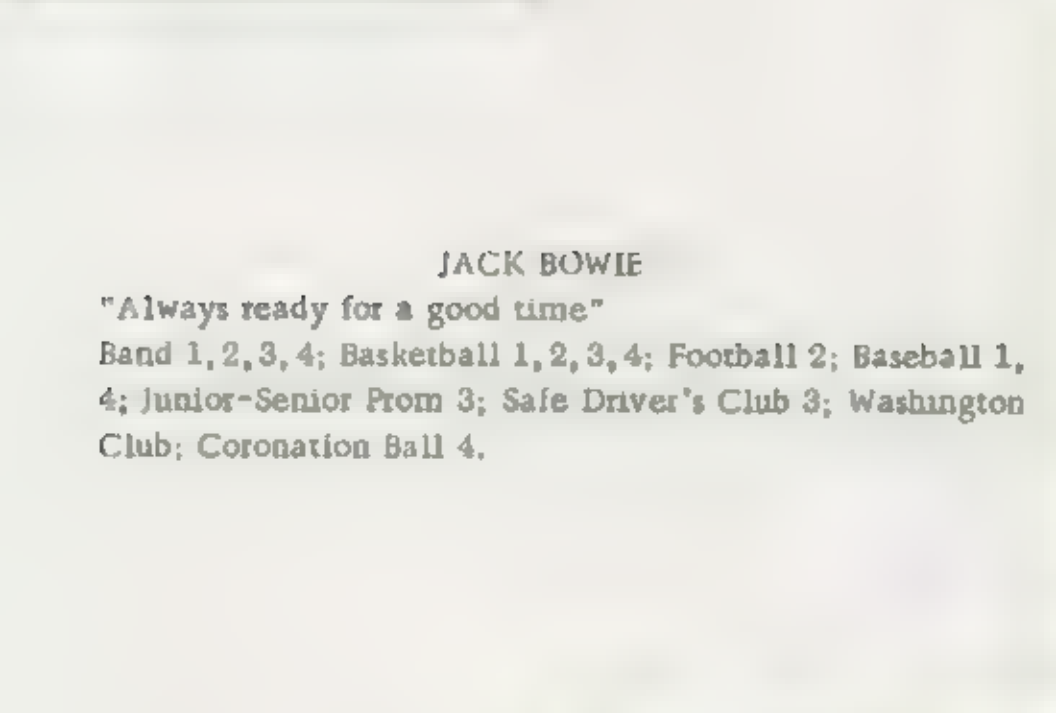 JACK BOWIE
"Always ready for a good time"
Band 1, 2, 3, 4; Basketball 1, 2, 3, 4; Football 2; Baseball 1,
4; Junior-Senior Prom 3; Safe Driver's Club 3; Washington
Club; Coronation Ball 4.